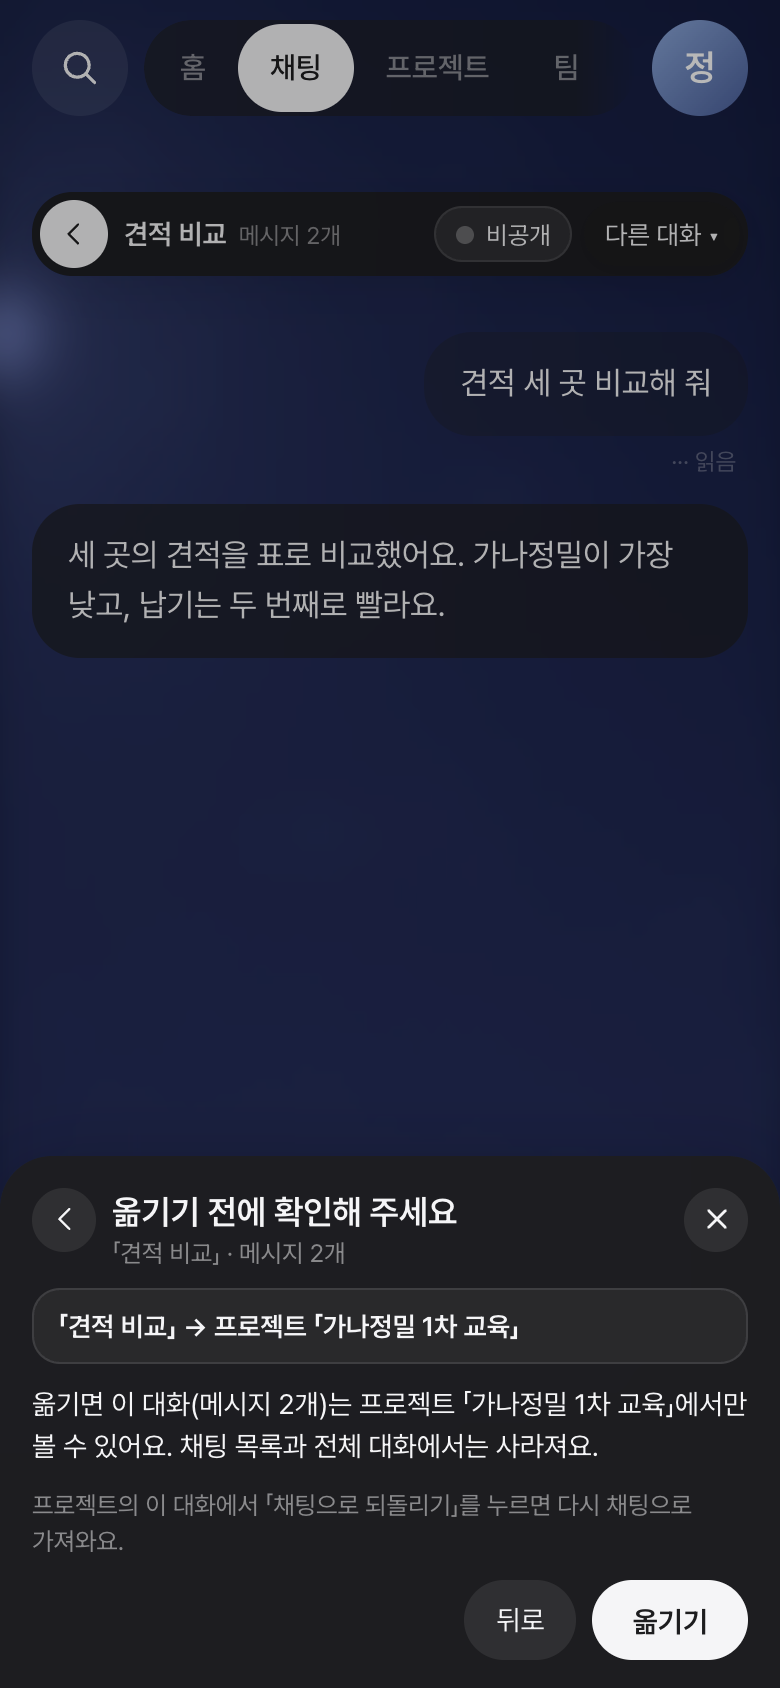 홈 채팅 프로젝트 팀 정
견적 비교 메시지 2개 비공개 다른 대화 ▾
견적 세 곳 비교해 줘
··· 읽음
세 곳의 견적을 표로 비교했어요. 가나정밀이 가장
낮고, 납기는 두 번째로 빨라요.
옮기기 전에 확인해 주세요
「견적 비교」 · 메시지 2개
「견적 비교」 → 프로젝트 「가나정밀 1차 교육」
옮기면 이 대화(메시지 2개)는 프로젝트 「가나정밀 1차 교육」에서만
볼 수 있어요. 채팅 목록과 전체 대화에서는 사라져요.
프로젝트의 이 대화에서 「채팅으로 되돌리기」를 누르면 다시 채팅으로
가져와요.
뒤로 옮기기